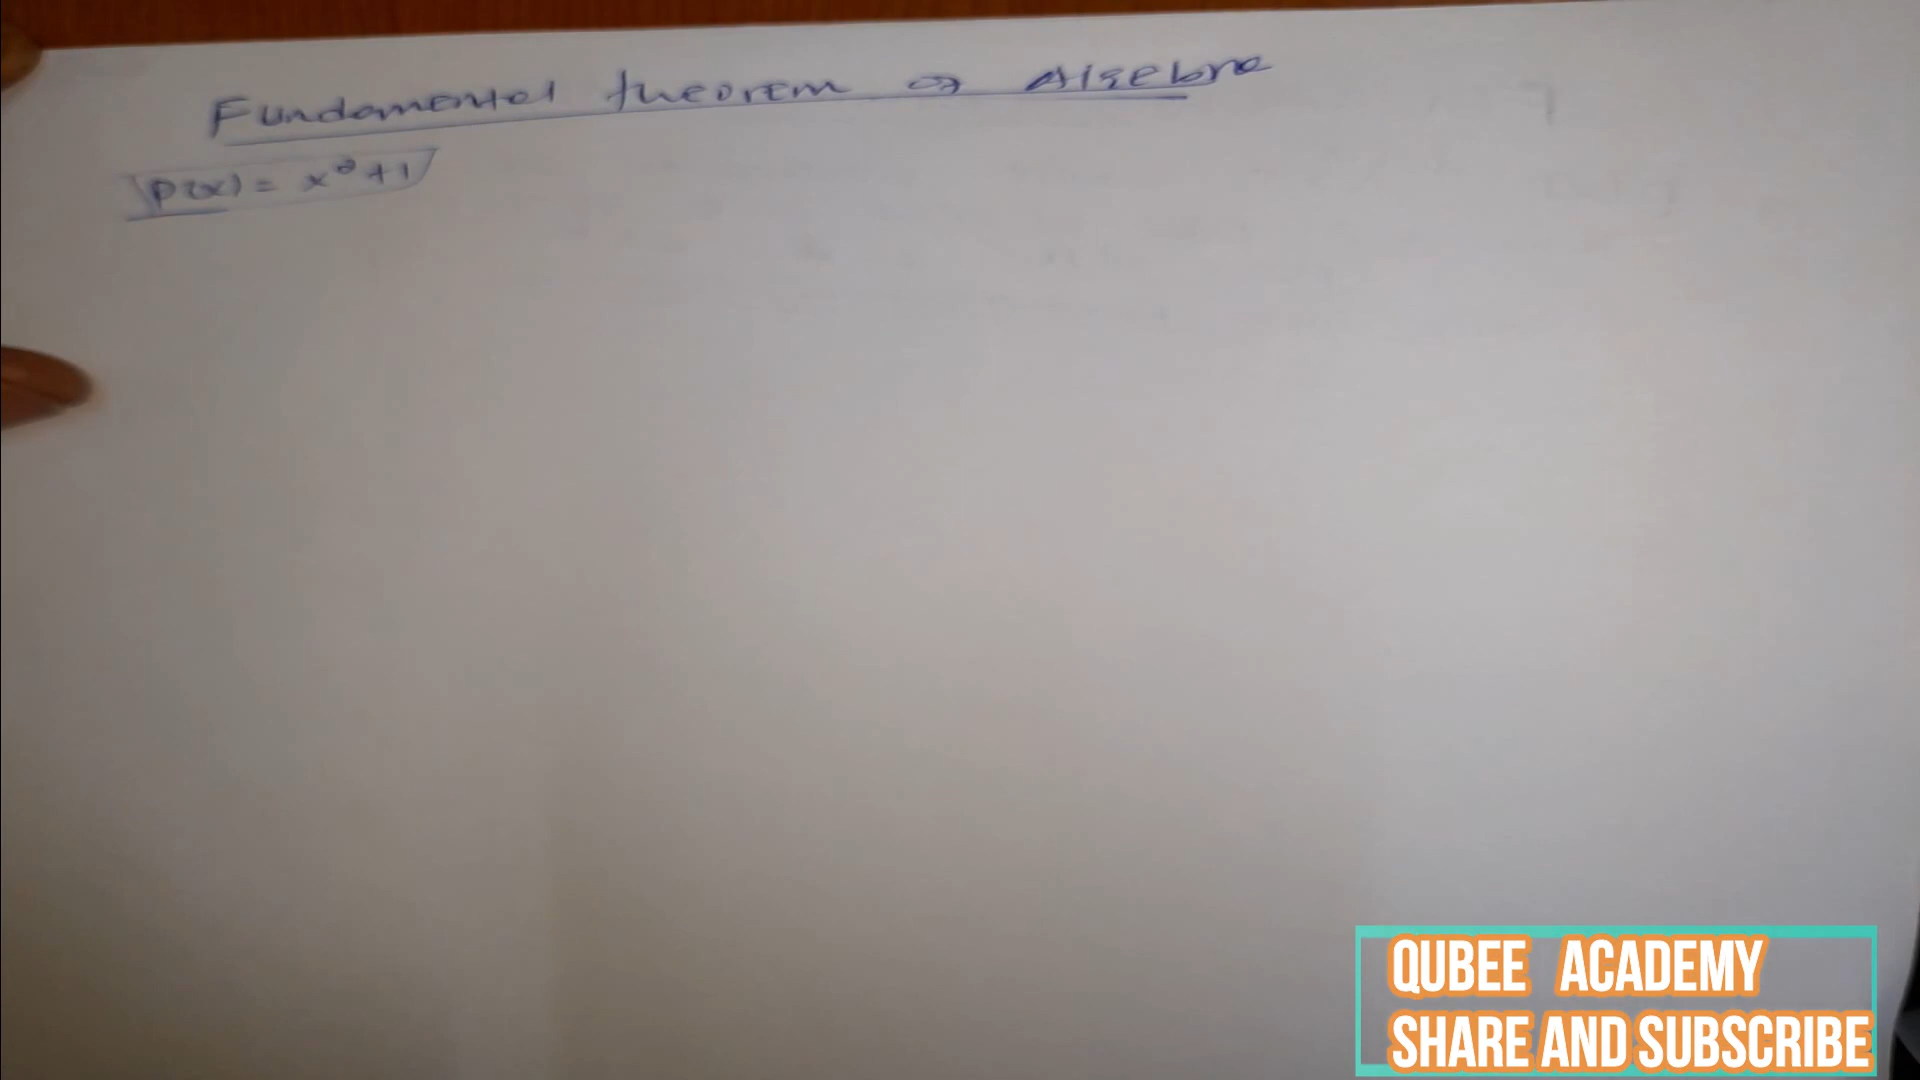 Fundamental theorem of Algebra
p(x) = x² + 1
QUBEE ACADEMY
SHARE AND SUBSCRIBE